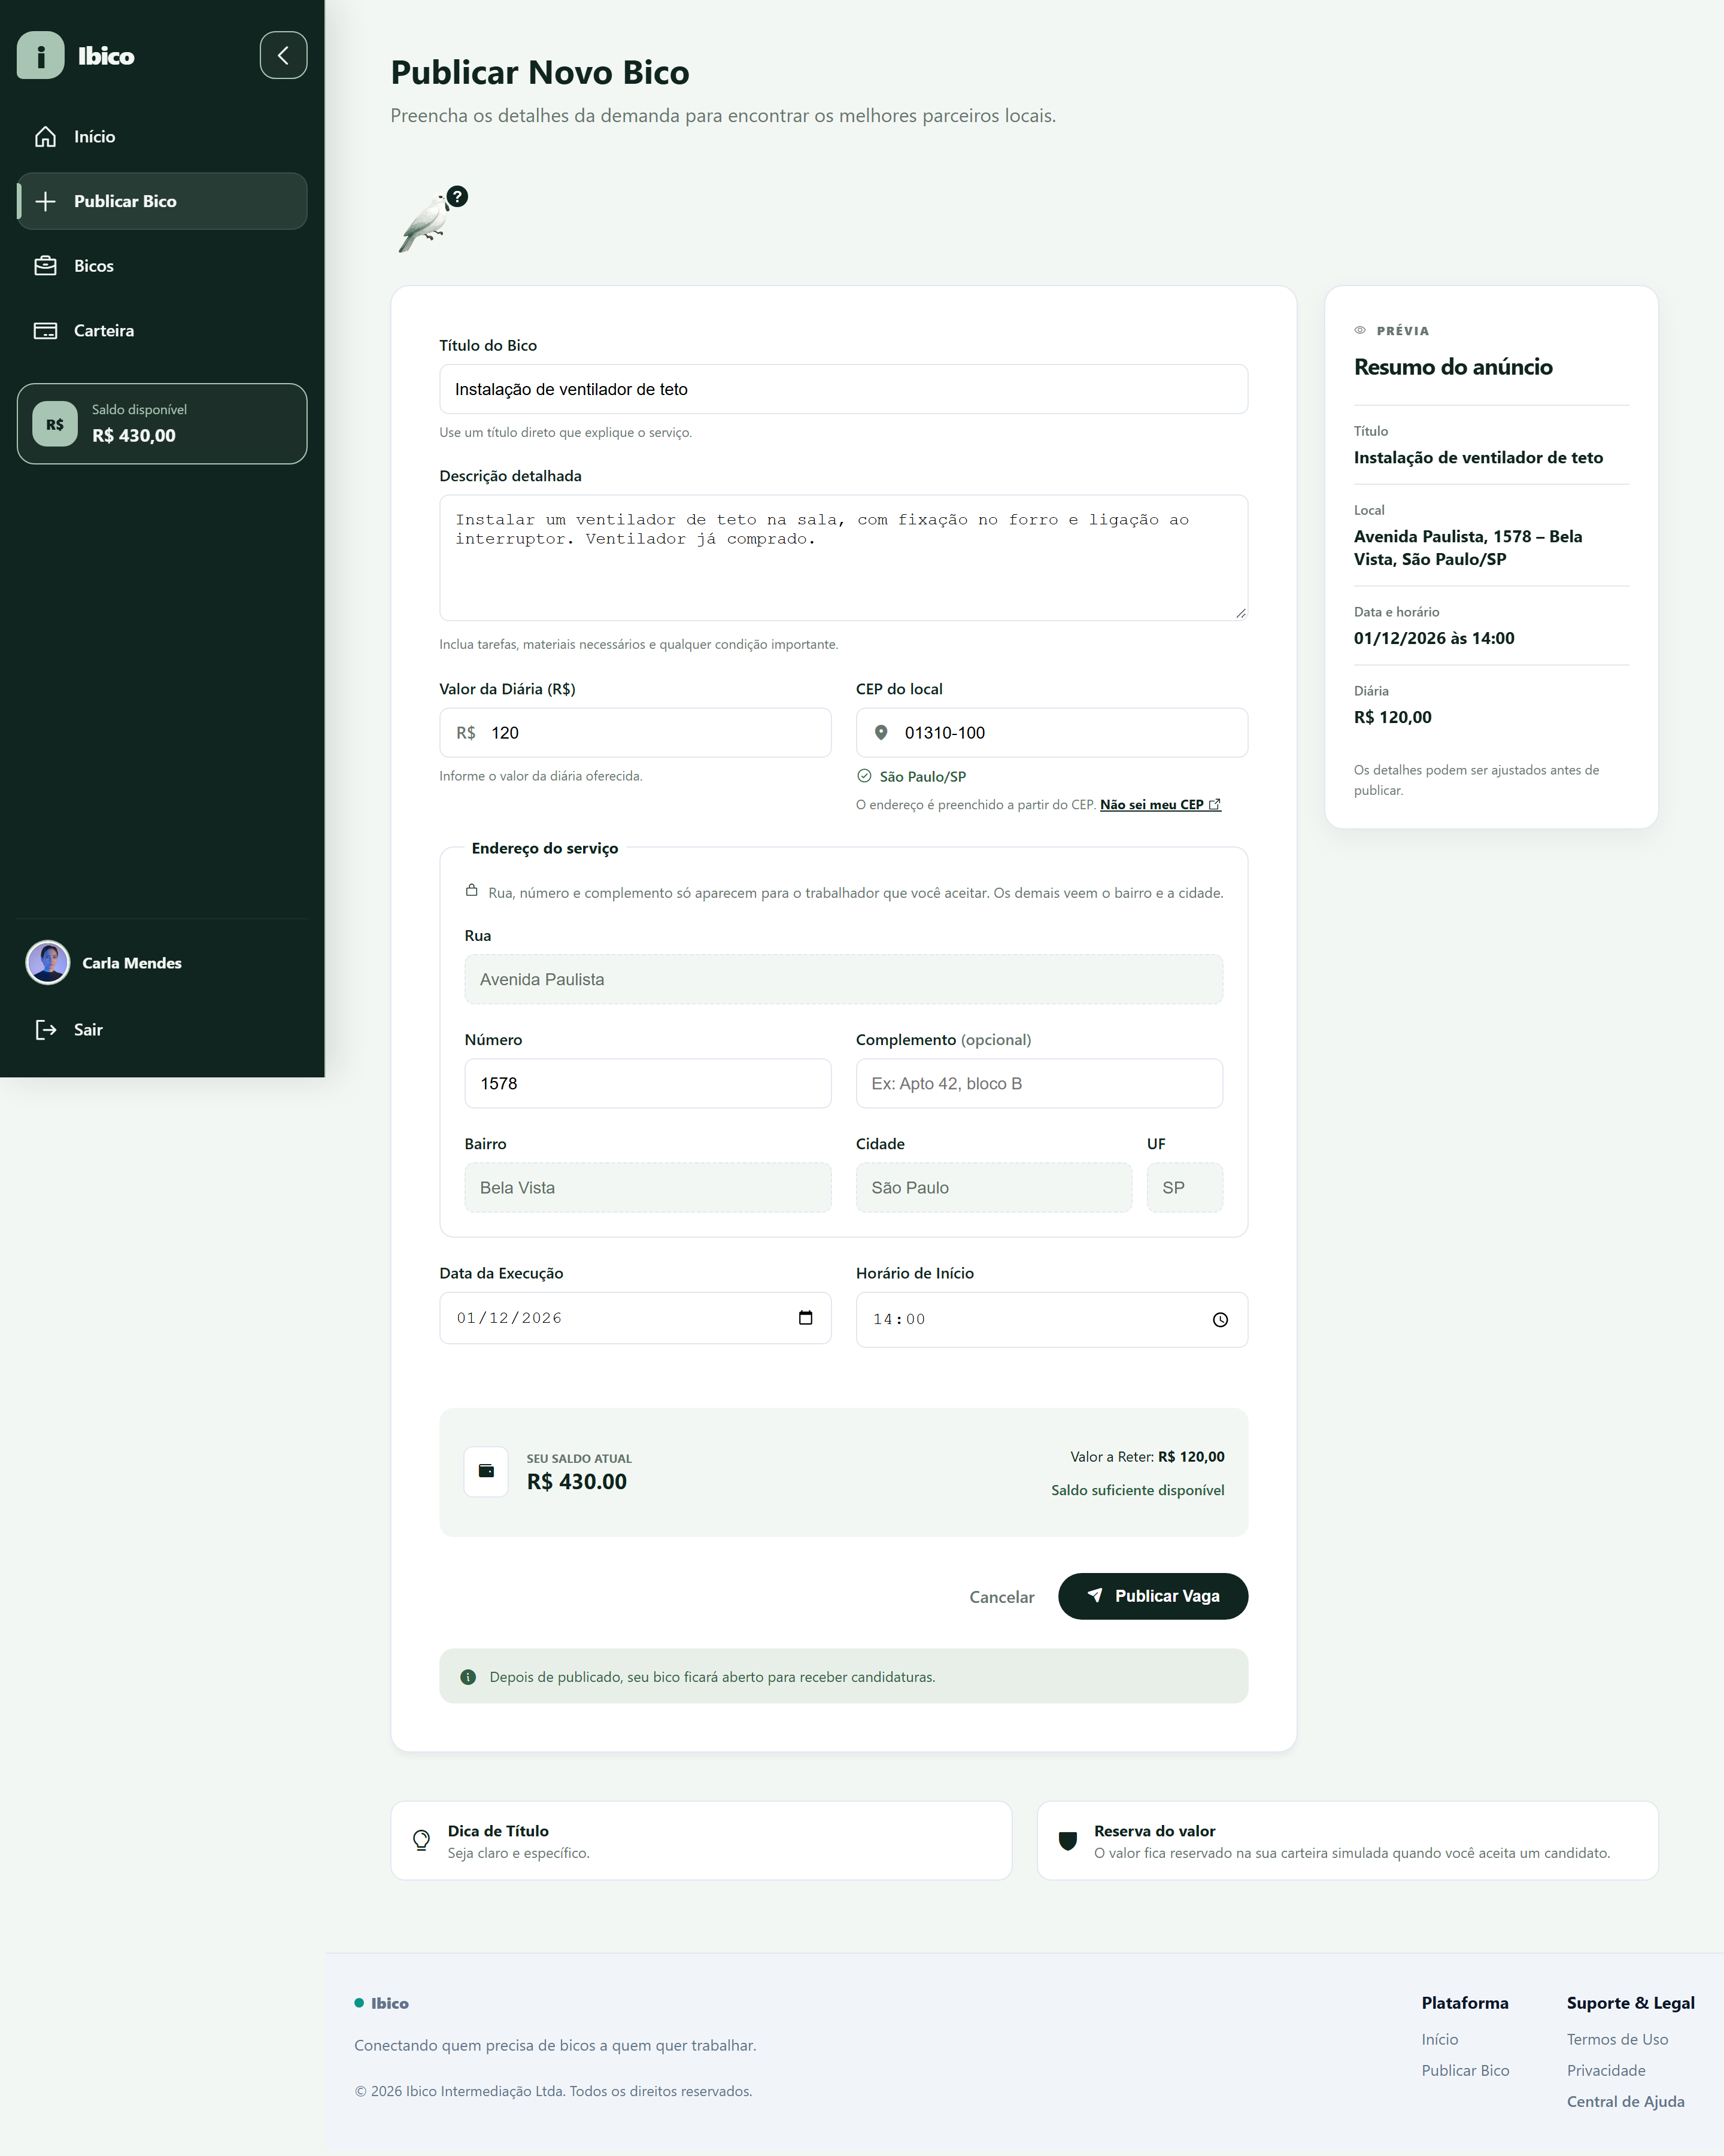 i
Ibico
Início
Publicar Bico
Bicos
Carteira
R$
Saldo disponível
R$ 430,00
Carla Mendes
Sair
Publicar Novo Bico
Preencha os detalhes da demanda para encontrar os melhores parceiros locais.
?
Título do Bico
Instalação de ventilador de teto
Use um título direto que explique o serviço.
Descrição detalhada
Instalar um ventilador de teto na sala, com fixação no forro e ligação ao
interruptor. Ventilador já comprado.
Inclua tarefas, materiais necessários e qualquer condição importante.
Valor da Diária (R$)
R$ 120
Informe o valor da diária oferecida.
CEP do local
01310-100
São Paulo/SP
O endereço é preenchido a partir do CEP. Não sei meu CEP
Endereço do serviço
Rua, número e complemento só aparecem para o trabalhador que você aceitar. Os demais veem o bairro e a cidade.
Rua
Avenida Paulista
Número
1578
Complemento (opcional)
Ex: Apto 42, bloco B
Bairro
Bela Vista
Cidade
São Paulo
UF
SP
Data da Execução
01/12/2026
Horário de Início
14:00
SEU SALDO ATUAL
R$ 430.00
Valor a Reter: R$ 120,00
Saldo suficiente disponível
Cancelar
Publicar Vaga
Depois de publicado, seu bico ficará aberto para receber candidaturas.
PRÉVIA
Resumo do anúncio
Título
Instalação de ventilador de teto
Local
Avenida Paulista, 1578 – Bela
Vista, São Paulo/SP
Data e horário
01/12/2026 às 14:00
Diária
R$ 120,00
Os detalhes podem ser ajustados antes de
publicar.
Dica de Título
Seja claro e específico.
Reserva do valor
O valor fica reservado na sua carteira simulada quando você aceita um candidato.
Ibico
Conectando quem precisa de bicos a quem quer trabalhar.
© 2026 Ibico Intermediação Ltda. Todos os direitos reservados.
Plataforma
Início
Publicar Bico
Suporte & Legal
Termos de Uso
Privacidade
Central de Ajuda